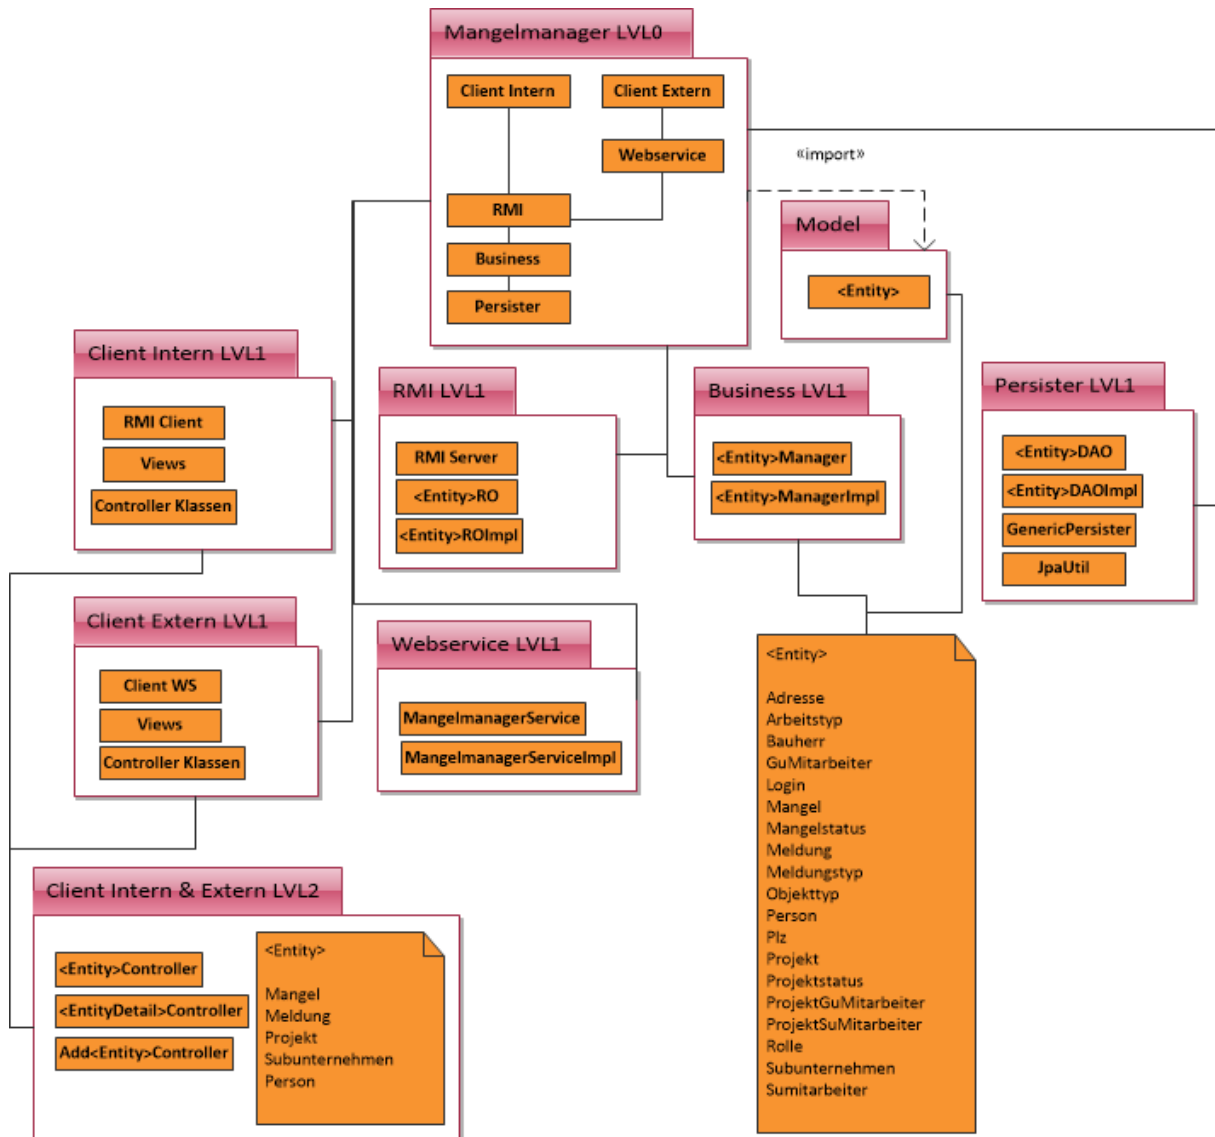 Mangelmanager LVL0
Client Intern
Client Extern
Webservice
RMI
Business
Persister
«import»
Model
<Entity>
Client Intern LVL1
RMI Client
Views
Controller Klassen
RMI LVL1
RMI Server
<Entity>RO
<Entity>ROImpl
Business LVL1
<Entity>Manager
<Entity>ManagerImpl
Persister LVL1
<Entity>DAO
<Entity>DAOImpl
GenericPersister
JpaUtil
Client Extern LVL1
Client WS
Views
Controller Klassen
Webservice LVL1
MangelmanagerService
MangelmanagerServiceImpl
<Entity>
Adresse
Arbeitstyp
Bauherr
GuMitarbeiter
Login
Mangel
Mangelstatus
Meldung
Meldungstyp
Objekttyp
Person
Plz
Projekt
Projektstatus
ProjektGuMitarbeiter
ProjektSuMitarbeiter
Rolle
Subunternehmen
Sumitarbeiter
Client Intern & Extern LVL2
<Entity>Controller
<EntityDetail>Controller
Add<Entity>Controller
<Entity>
Mangel
Meldung
Projekt
Subunternehmen
Person